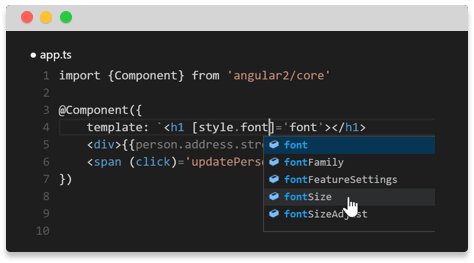 ● app.ts
1 import {Component} from 'angular2/core'
2
3 @Component({
4 template: `<h1 [style.font]='font'></h1>
5 <div>{{person.address.stre
6 <span (click)='updatePers
7 })
8
9
10
font
fontFamily
fontFeatureSettings
fontSize
fontSizeAdjust